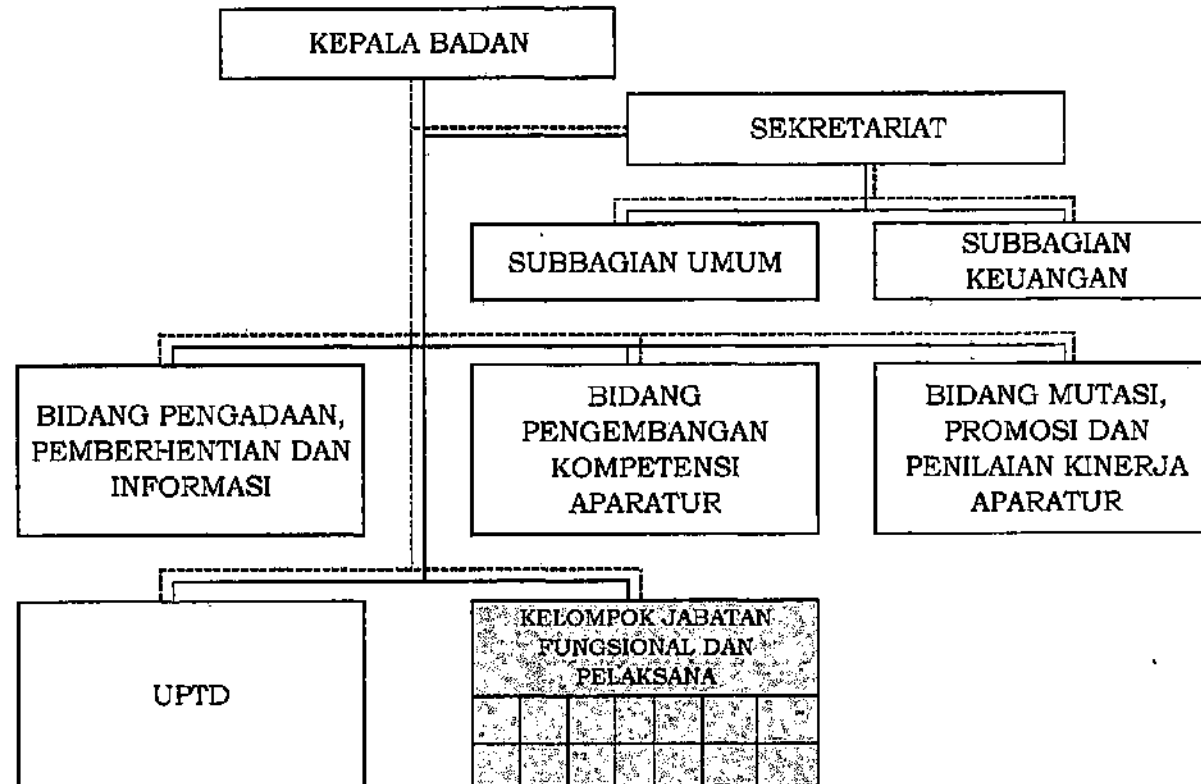 KEPALA BADAN
SEKRETARIAT
SUBBAGIAN UMUM
SUBBAGIAN
KEUANGAN
BIDANG PENGADAAN,
PEMBERHENTIAN DAN
INFORMASI
BIDANG
PENGEMBANGAN
KOMPETENSI
APARATUR
BIDANG MUTASI,
PROMOSI DAN
PENILAIAN KINERJA
APARATUR
UPTD
KELOMPOK JABATAN
FUNGSIONAL DAN
PELAKSANA